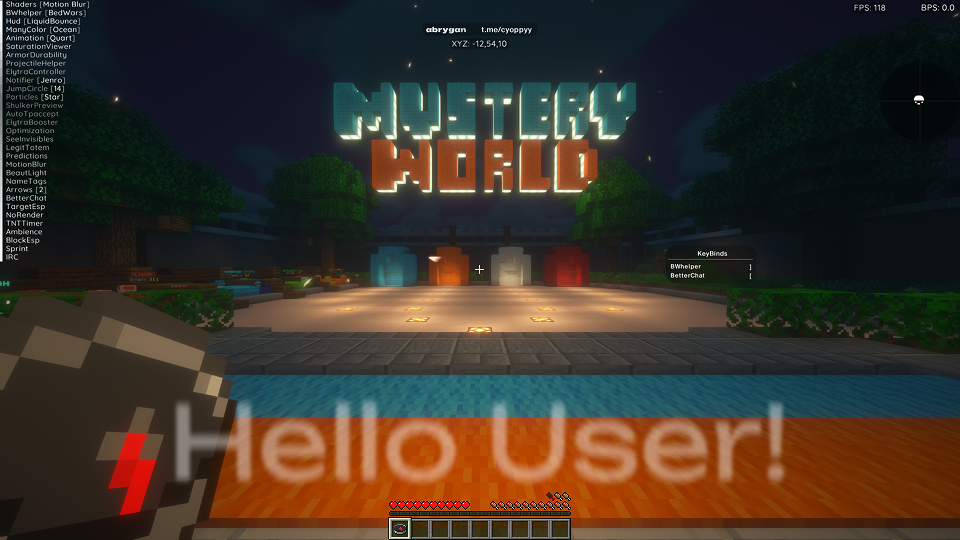 Shaders [Motion Blur]
BWhelper [BedWars]
Hud [LiquidBounce]
ManyColor [Ocean]
Animation [Quart]
SaturationViewer
ArmorDurability
ProjectileHelper
ElytraController
Notifier [Jenro]
JumpCircle [14]
Particles [Star]
ShulkerPreview
AutoTpaccept
ElytraBooster
Optimization
SeeInvisibles
LegitTotem
Predictions
MotionBlur
BeautLight
NameTags
Arrows [2]
BetterChat
TargetEsp
NoRender
TNTTimer
Ambience
BlockEsp
Sprint
IRC
abrygan t.me/cyoppyy
XYZ: -12,54,10
FPS: 118 BPS: 0.0
MYSTERY
WORLD
KeyBinds
BWhelper ]
BetterChat [
Hello User!